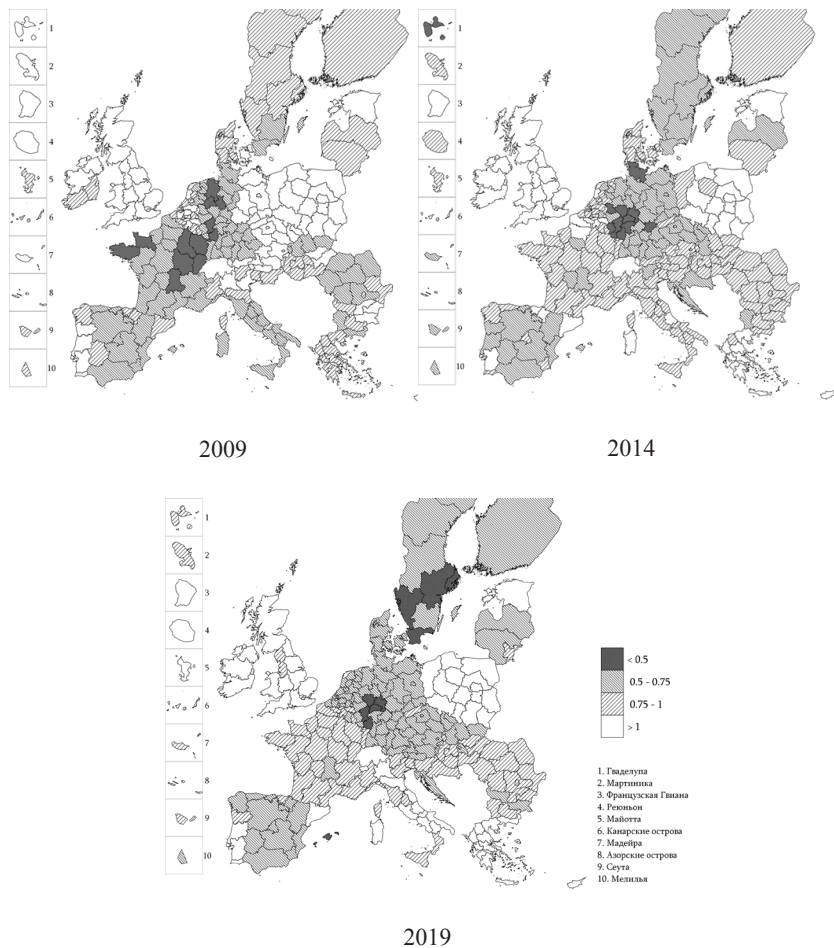 1
2
3
4
5
6
7
8
9
10
2009
1
2
3
4
5
6
7
8
9
10
2014
1
2
3
4
5
6
7
8
9
10
< 0.5
0.5 - 0.75
0.75 - 1
> 1
1. Гваделупа
2. Мартиника
3. Французская Гвиана
4. Реюньон
5. Майотта
6. Канарские острова
7. Мадейра
8. Азорские острова
9. Сеута
10. Мелилья
2019